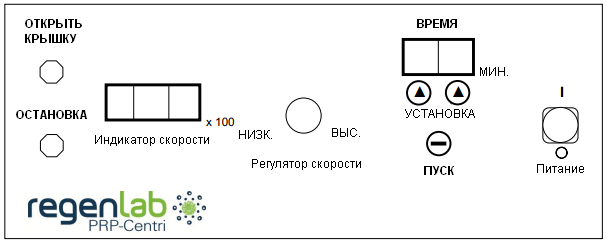 ОТКРЫТЬ
КРЫШКУ
ОСТАНОВКА
x 100
Индикатор скорости
НИЗК.
ВЫС.
Регулятор скорости
ВРЕМЯ
МИН.
УСТАНОВКА
ПУСК
I
Питание
regenlab
PRP-Centri